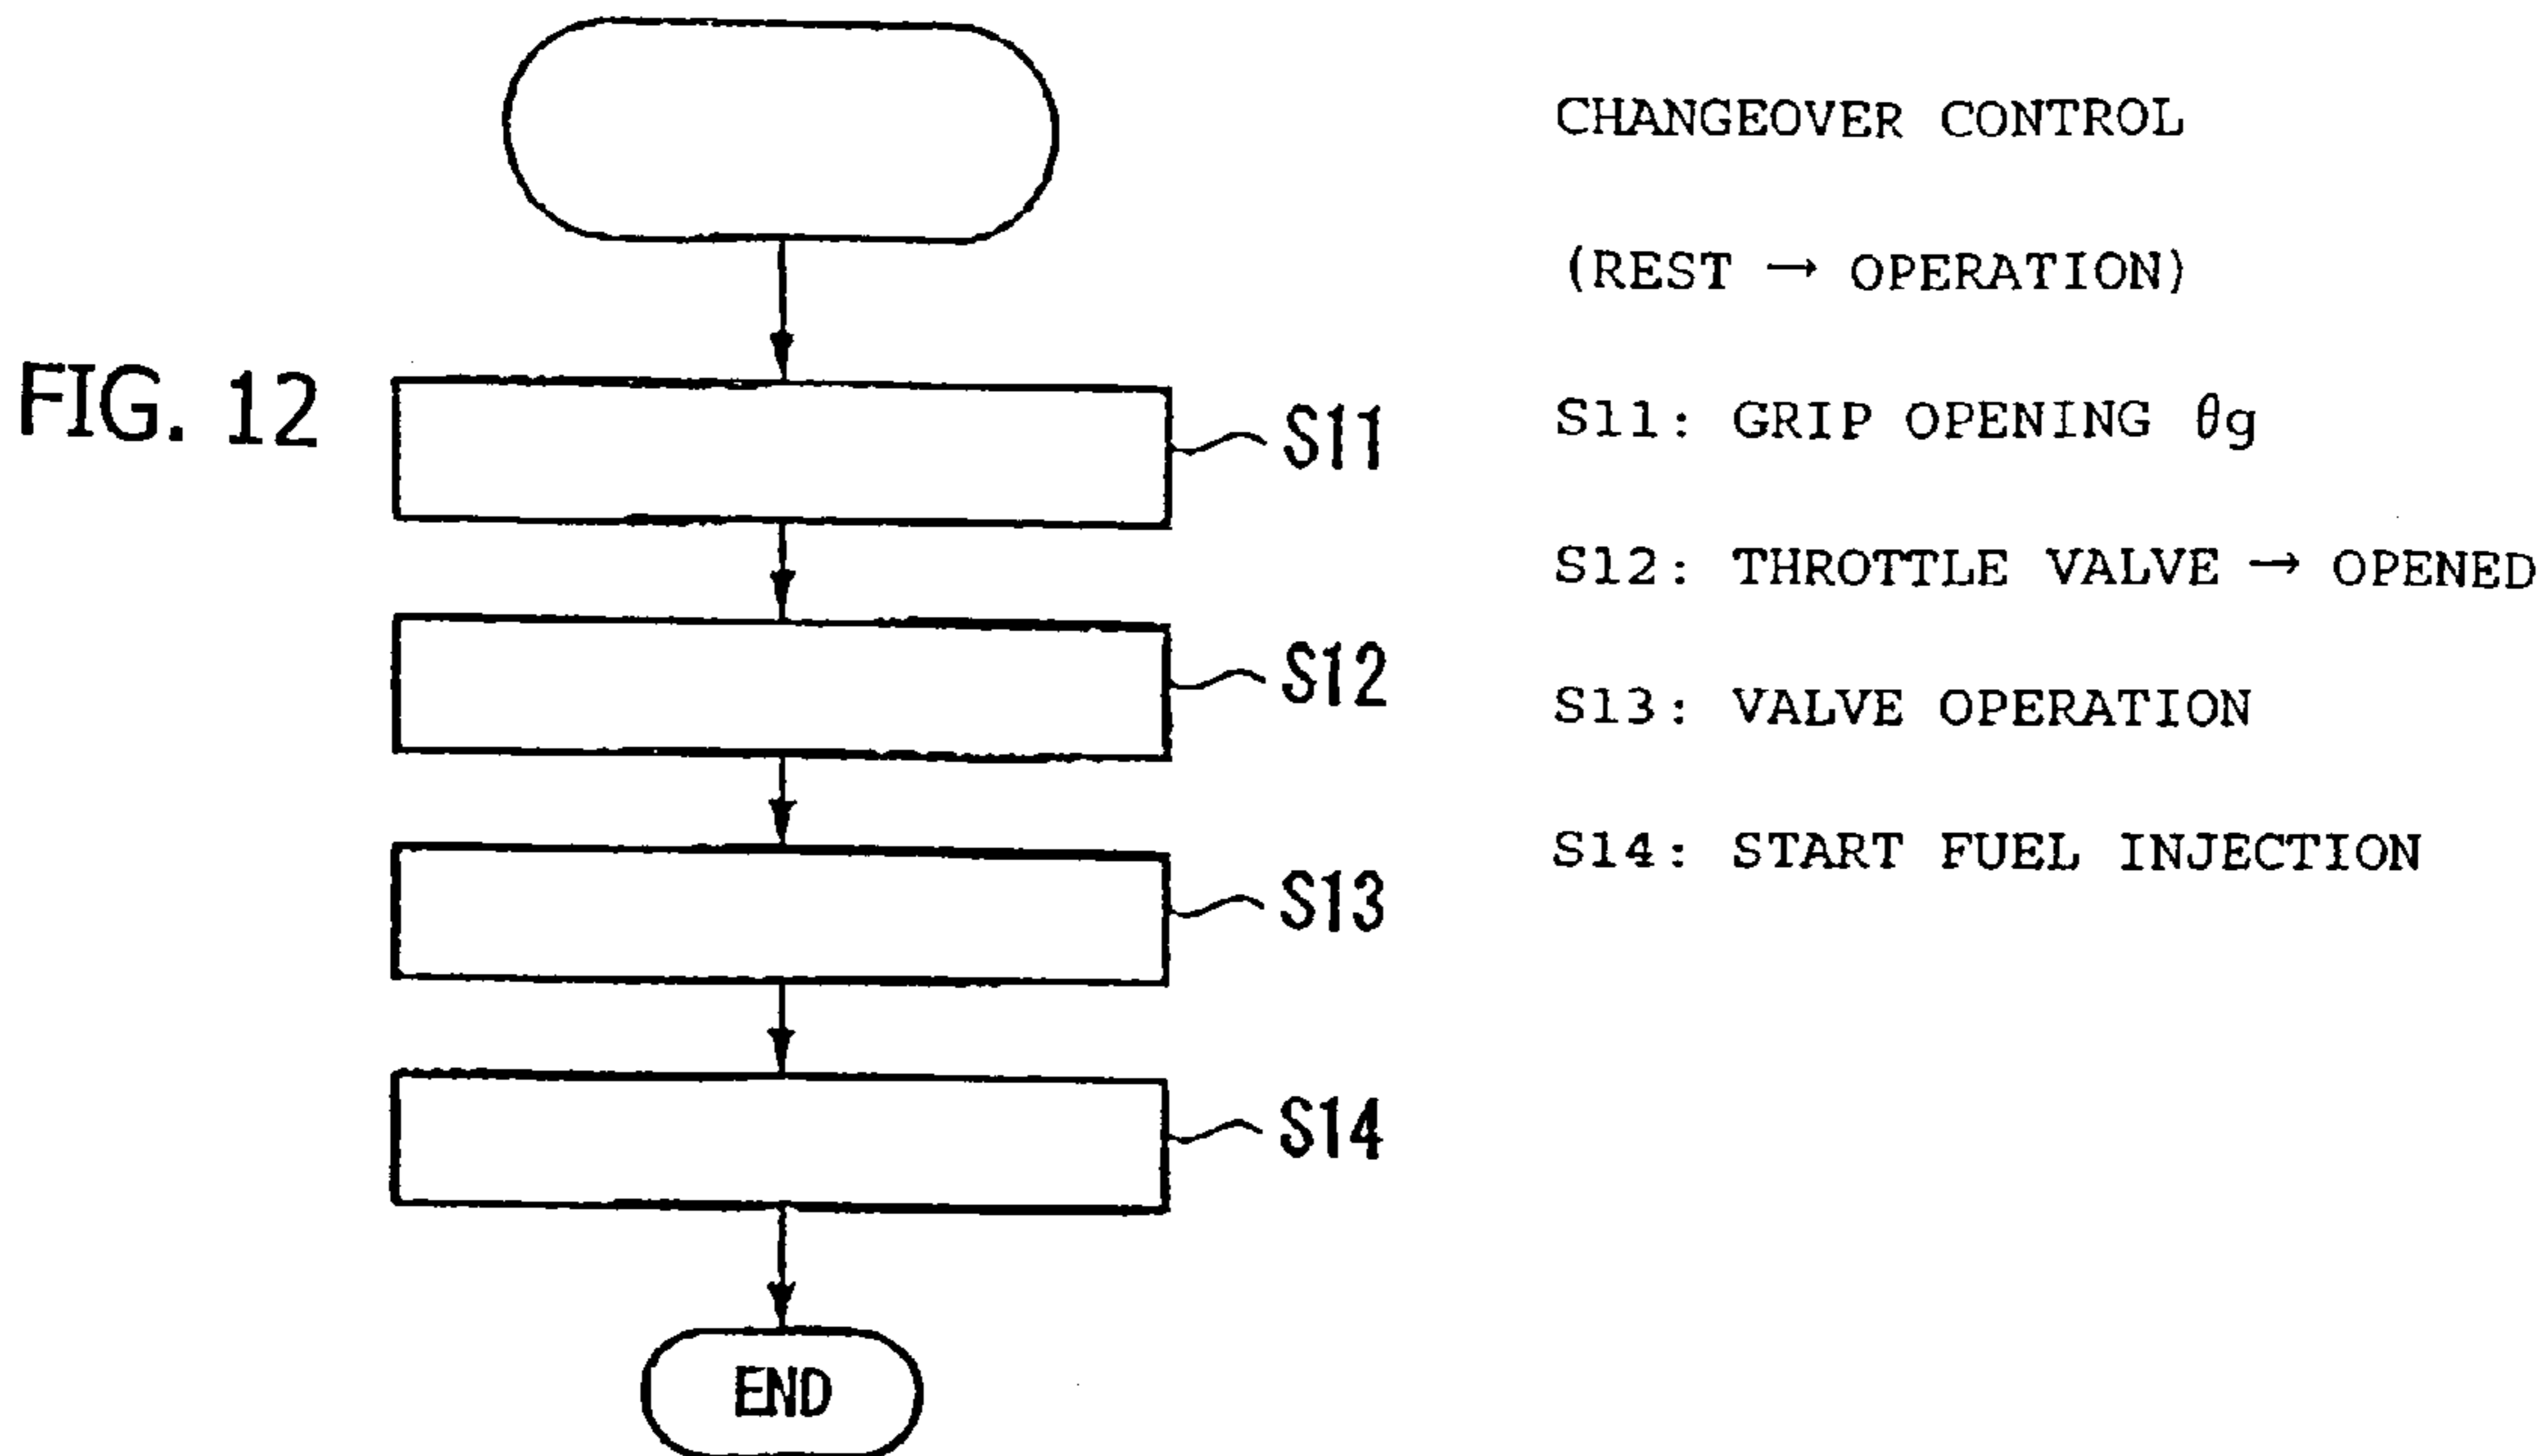 FIG. 12
S11
S12
S13
S14
END
CHANGEOVER CONTROL
(REST → OPERATION)
S11: GRIP OPENING θg
S12: THROTTLE VALVE → OPENED
S13: VALVE OPERATION
S14: START FUEL INJECTION